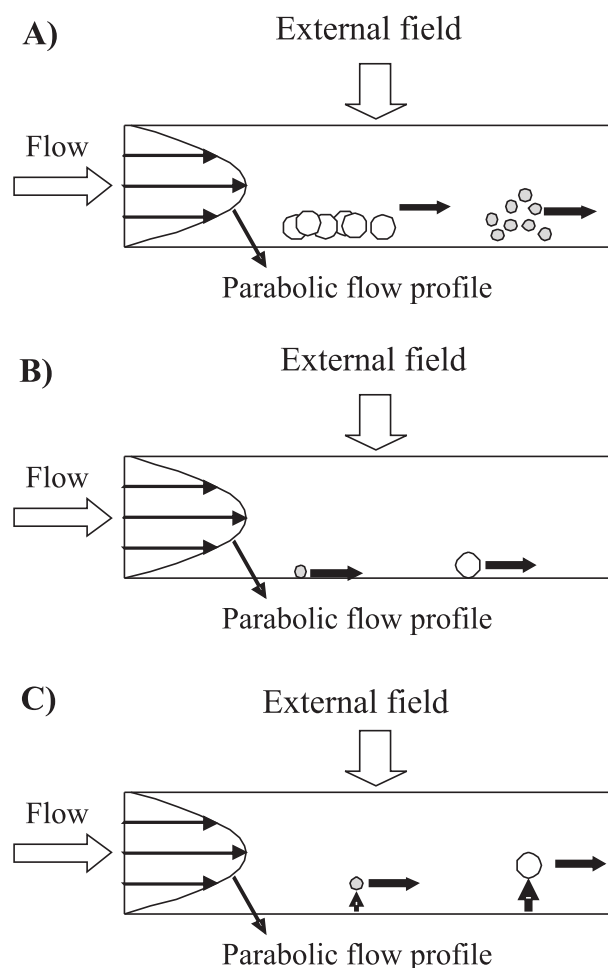 A)
External field
Flow
Parabolic flow profile
B)
External field
Flow
Parabolic flow profile
C)
External field
Flow
Parabolic flow profile